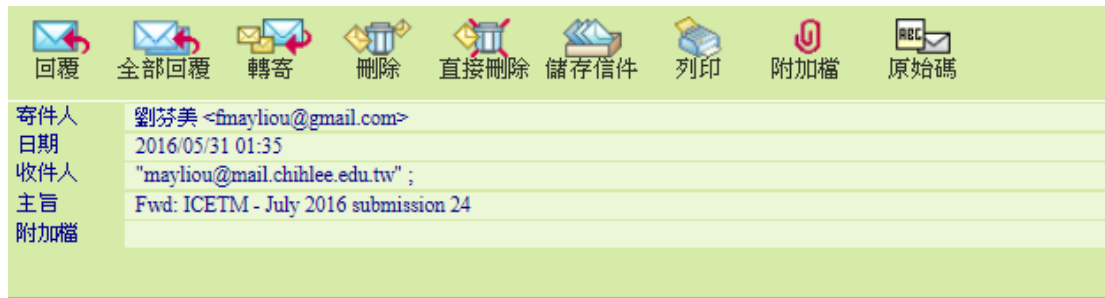 回覆 全部回覆 轉寄 刪除 直接刪除 儲存信件 列印 附加檔 ABC 原始碼
寄件人 劉芬美 <fmayliou@gmail.com>
日期 2016/05/31 01:35
收件人 "mayliou@mail.chihlee.edu.tw" ;
主旨 Fwd: ICETM - July 2016 submission 24
附加檔